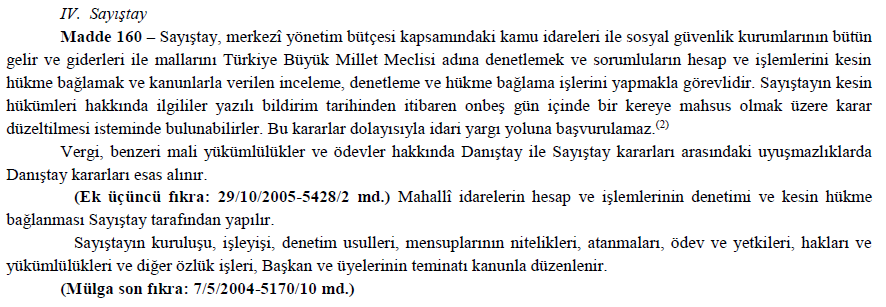 IV. Sayıştay
Madde 160 – Sayıştay, merkezî yönetim bütçesi kapsamındaki kamu idareleri ile sosyal güvenlik kurumlarının bütün
gelir ve giderleri ile mallarını Türkiye Büyük Millet Meclisi adına denetlemek ve sorumluların hesap ve işlemlerini kesin
hükme bağlamak ve kanunlarla verilen inceleme, denetleme ve hükme bağlama işlerini yapmakla görevlidir. Sayıştayın kesin
hükümleri hakkında ilgililer yazılı bildirim tarihinden itibaren onbeş gün içinde bir kereye mahsus olmak üzere karar
düzeltilmesi isteminde bulunabilirler. Bu kararlar dolayısıyla idari yargı yoluna başvurulamaz.(2)
Vergi, benzeri mali yükümlülükler ve ödevler hakkında Danıştay ile Sayıştay kararları arasındaki uyuşmazlıklarda
Danıştay kararları esas alınır.
(Ek üçüncü fıkra: 29/10/2005-5428/2 md.) Mahallî idarelerin hesap ve işlemlerinin denetimi ve kesin hükme
bağlanması Sayıştay tarafından yapılır.
Sayıştayın kuruluşu, işleyişi, denetim usulleri, mensuplarının nitelikleri, atanmaları, ödev ve yetkileri, hakları ve
yükümlülükleri ve diğer özlük işleri, Başkan ve üyelerinin teminatı kanunla düzenlenir.
(Mülga son fıkra: 7/5/2004-5170/10 md.)